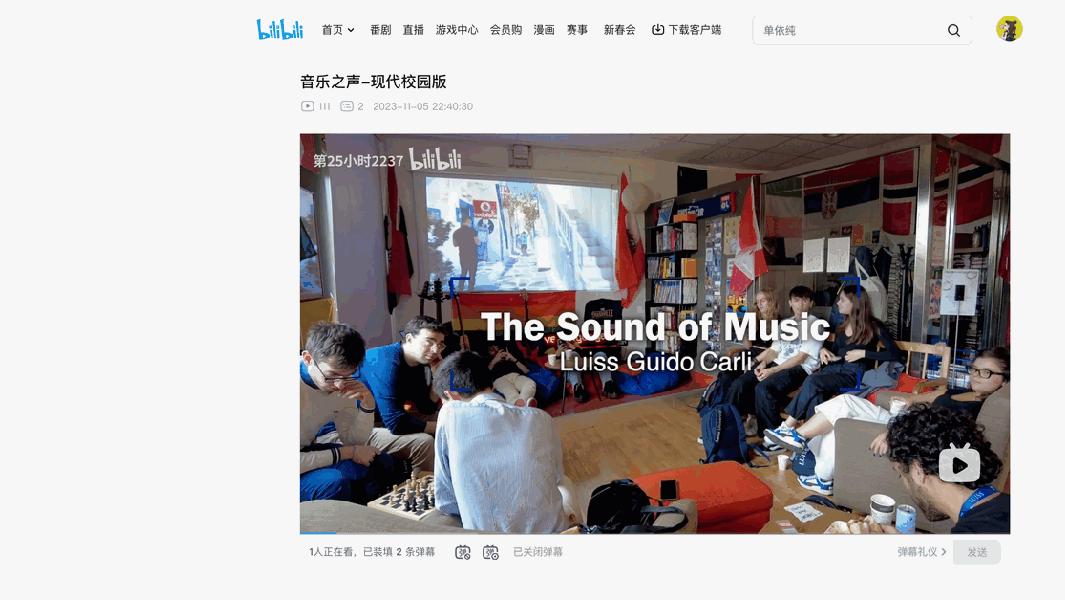 bilibili 首页 番剧 直播 游戏中心 会员购 漫画 赛事 新春会 下载客户端 单依纯
音乐之声-现代校园版
111 2 2023-11-05 22:40:30
第25小时2237 bilibili
The Sound of Music
Luiss Guido Carli
1人正在看，已装填 2 条弹幕 已关闭弹幕 弹幕礼仪 发送